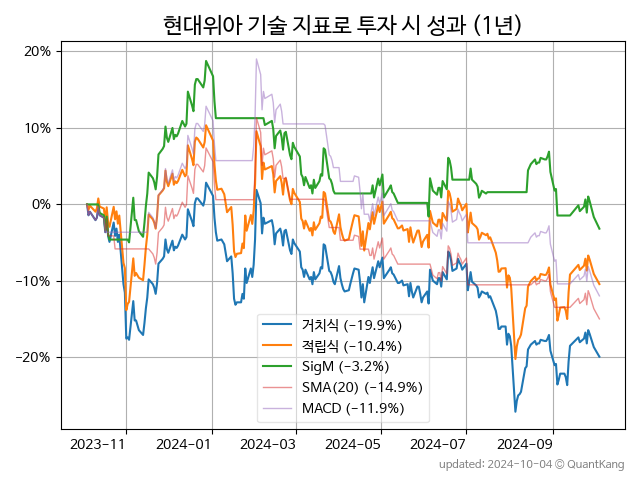 현대위아 기술 지표로 투자 시 성과 (1년)
20%
10%
0%
−10%
−20%
거치식 (−19.9%)
적립식 (−10.4%)
SigM (−3.2%)
SMA(20) (−14.9%)
MACD (−11.9%)
2023-11 2024-01 2024-03 2024-05 2024-07 2024-09
updated: 2024-10-04 © QuantKang